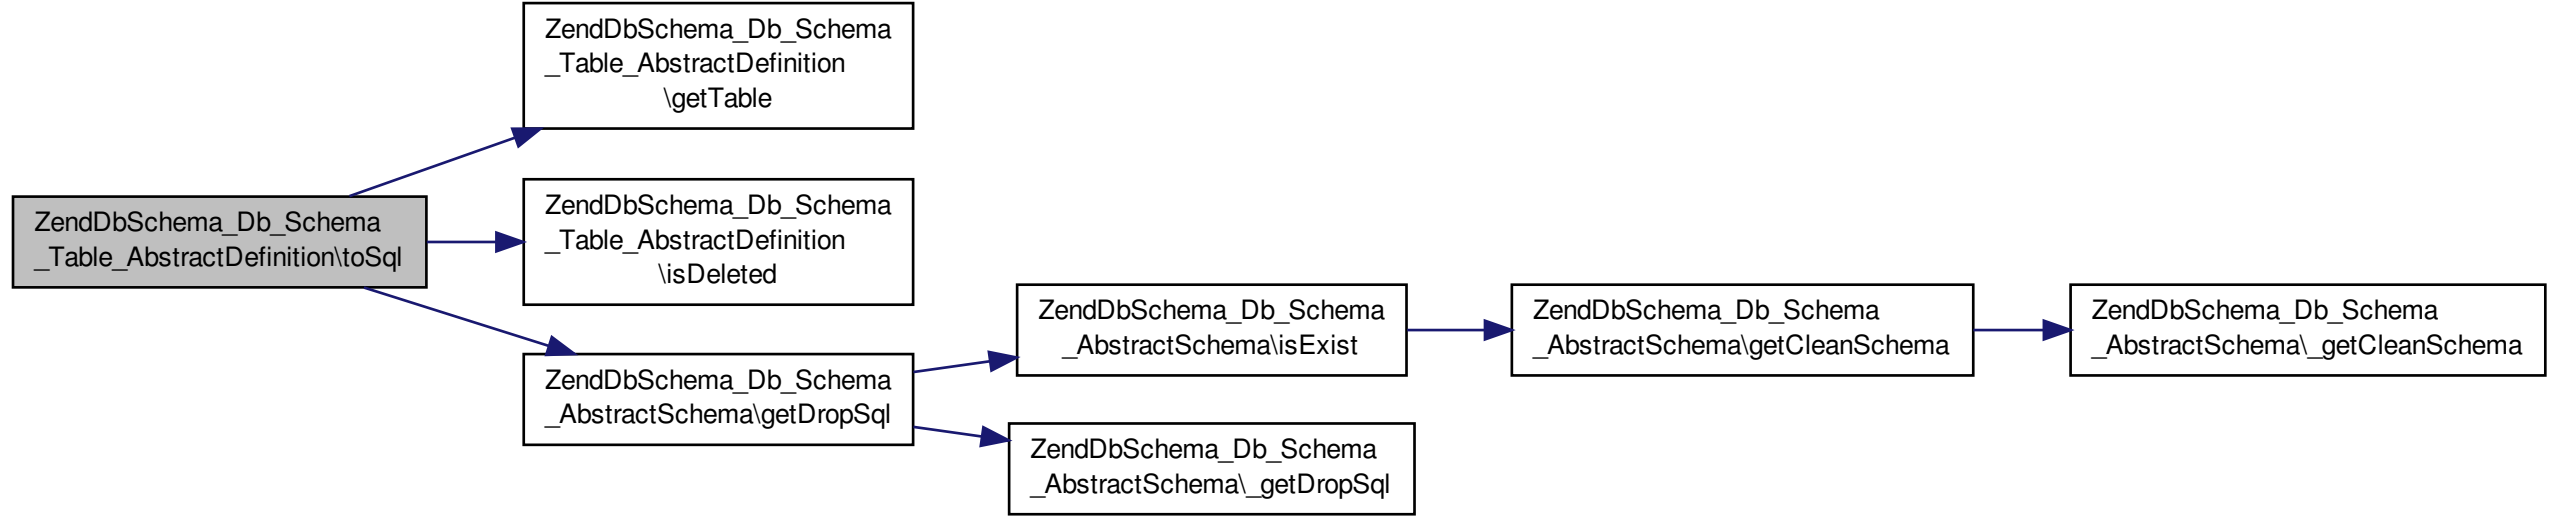 ZendDbSchema_Db_Schema
_Table_AbstractDefinition
\getTable
ZendDbSchema_Db_Schema
_Table_AbstractDefinition\toSql
ZendDbSchema_Db_Schema
_Table_AbstractDefinition
\isDeleted
ZendDbSchema_Db_Schema
_AbstractSchema\getDropSql
ZendDbSchema_Db_Schema
_AbstractSchema\isExist
ZendDbSchema_Db_Schema
_AbstractSchema\getCleanSchema
ZendDbSchema_Db_Schema
_AbstractSchema\_getCleanSchema
ZendDbSchema_Db_Schema
_AbstractSchema\_getDropSql